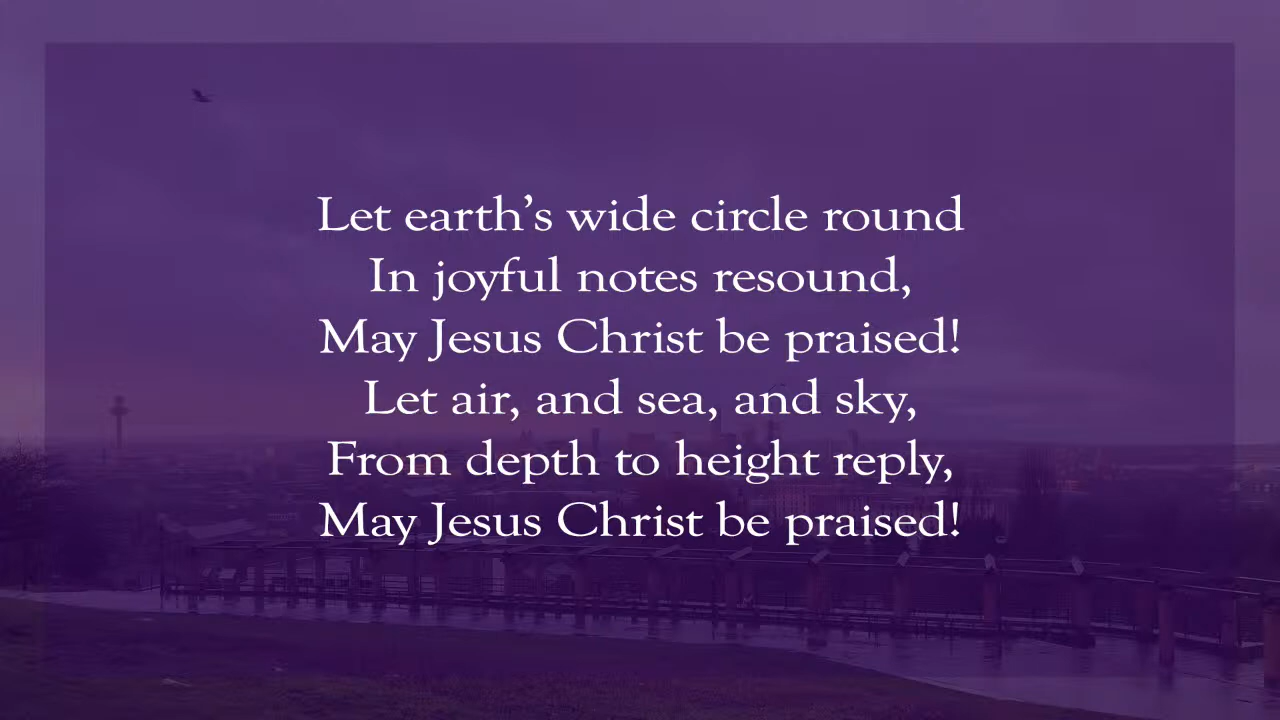 Let earth’s wide circle round
In joyful notes resound,
May Jesus Christ be praised!
Let air, and sea, and sky,
From depth to height reply,
May Jesus Christ be praised!